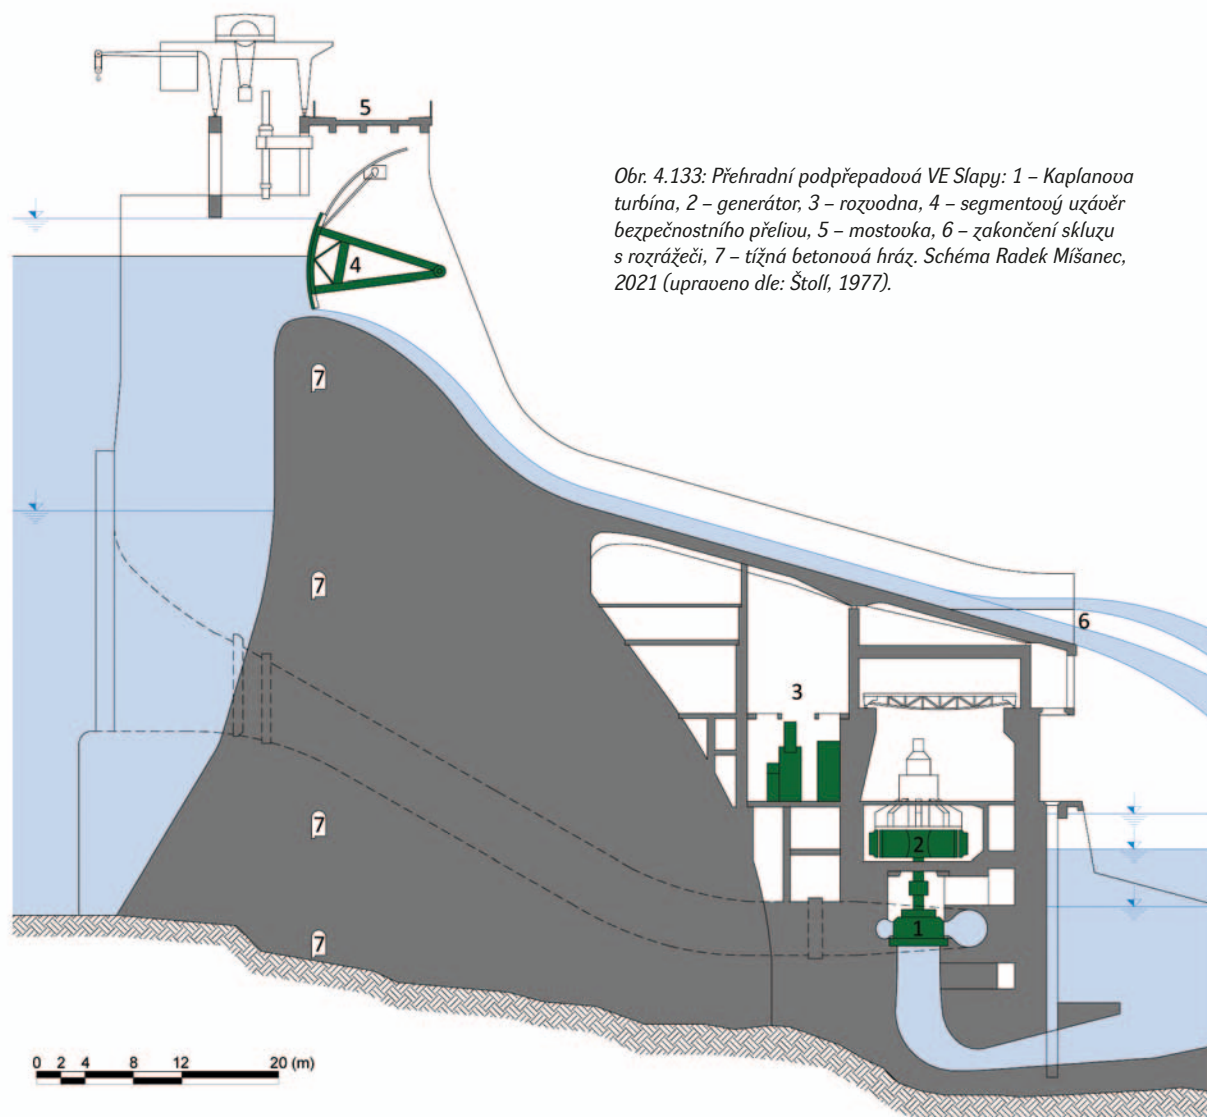 5
Obr. 4.133: Přehradní podpřepadová VE Slapy: 1 – Kaplanova
turbína, 2 – generátor, 3 – rozvodna, 4 – segmentový uzávěr
bezpečnostního přelivu, 5 – mostovka, 6 – zakončení skluzu
s rozrážeči, 7 – tížná betonová hráz. Schéma Radek Míšanec,
2021 (upraveno dle: Štoll, 1977).
4
7
7
6
3
7
2
1
7
0 2 4 8 12 20 (m)